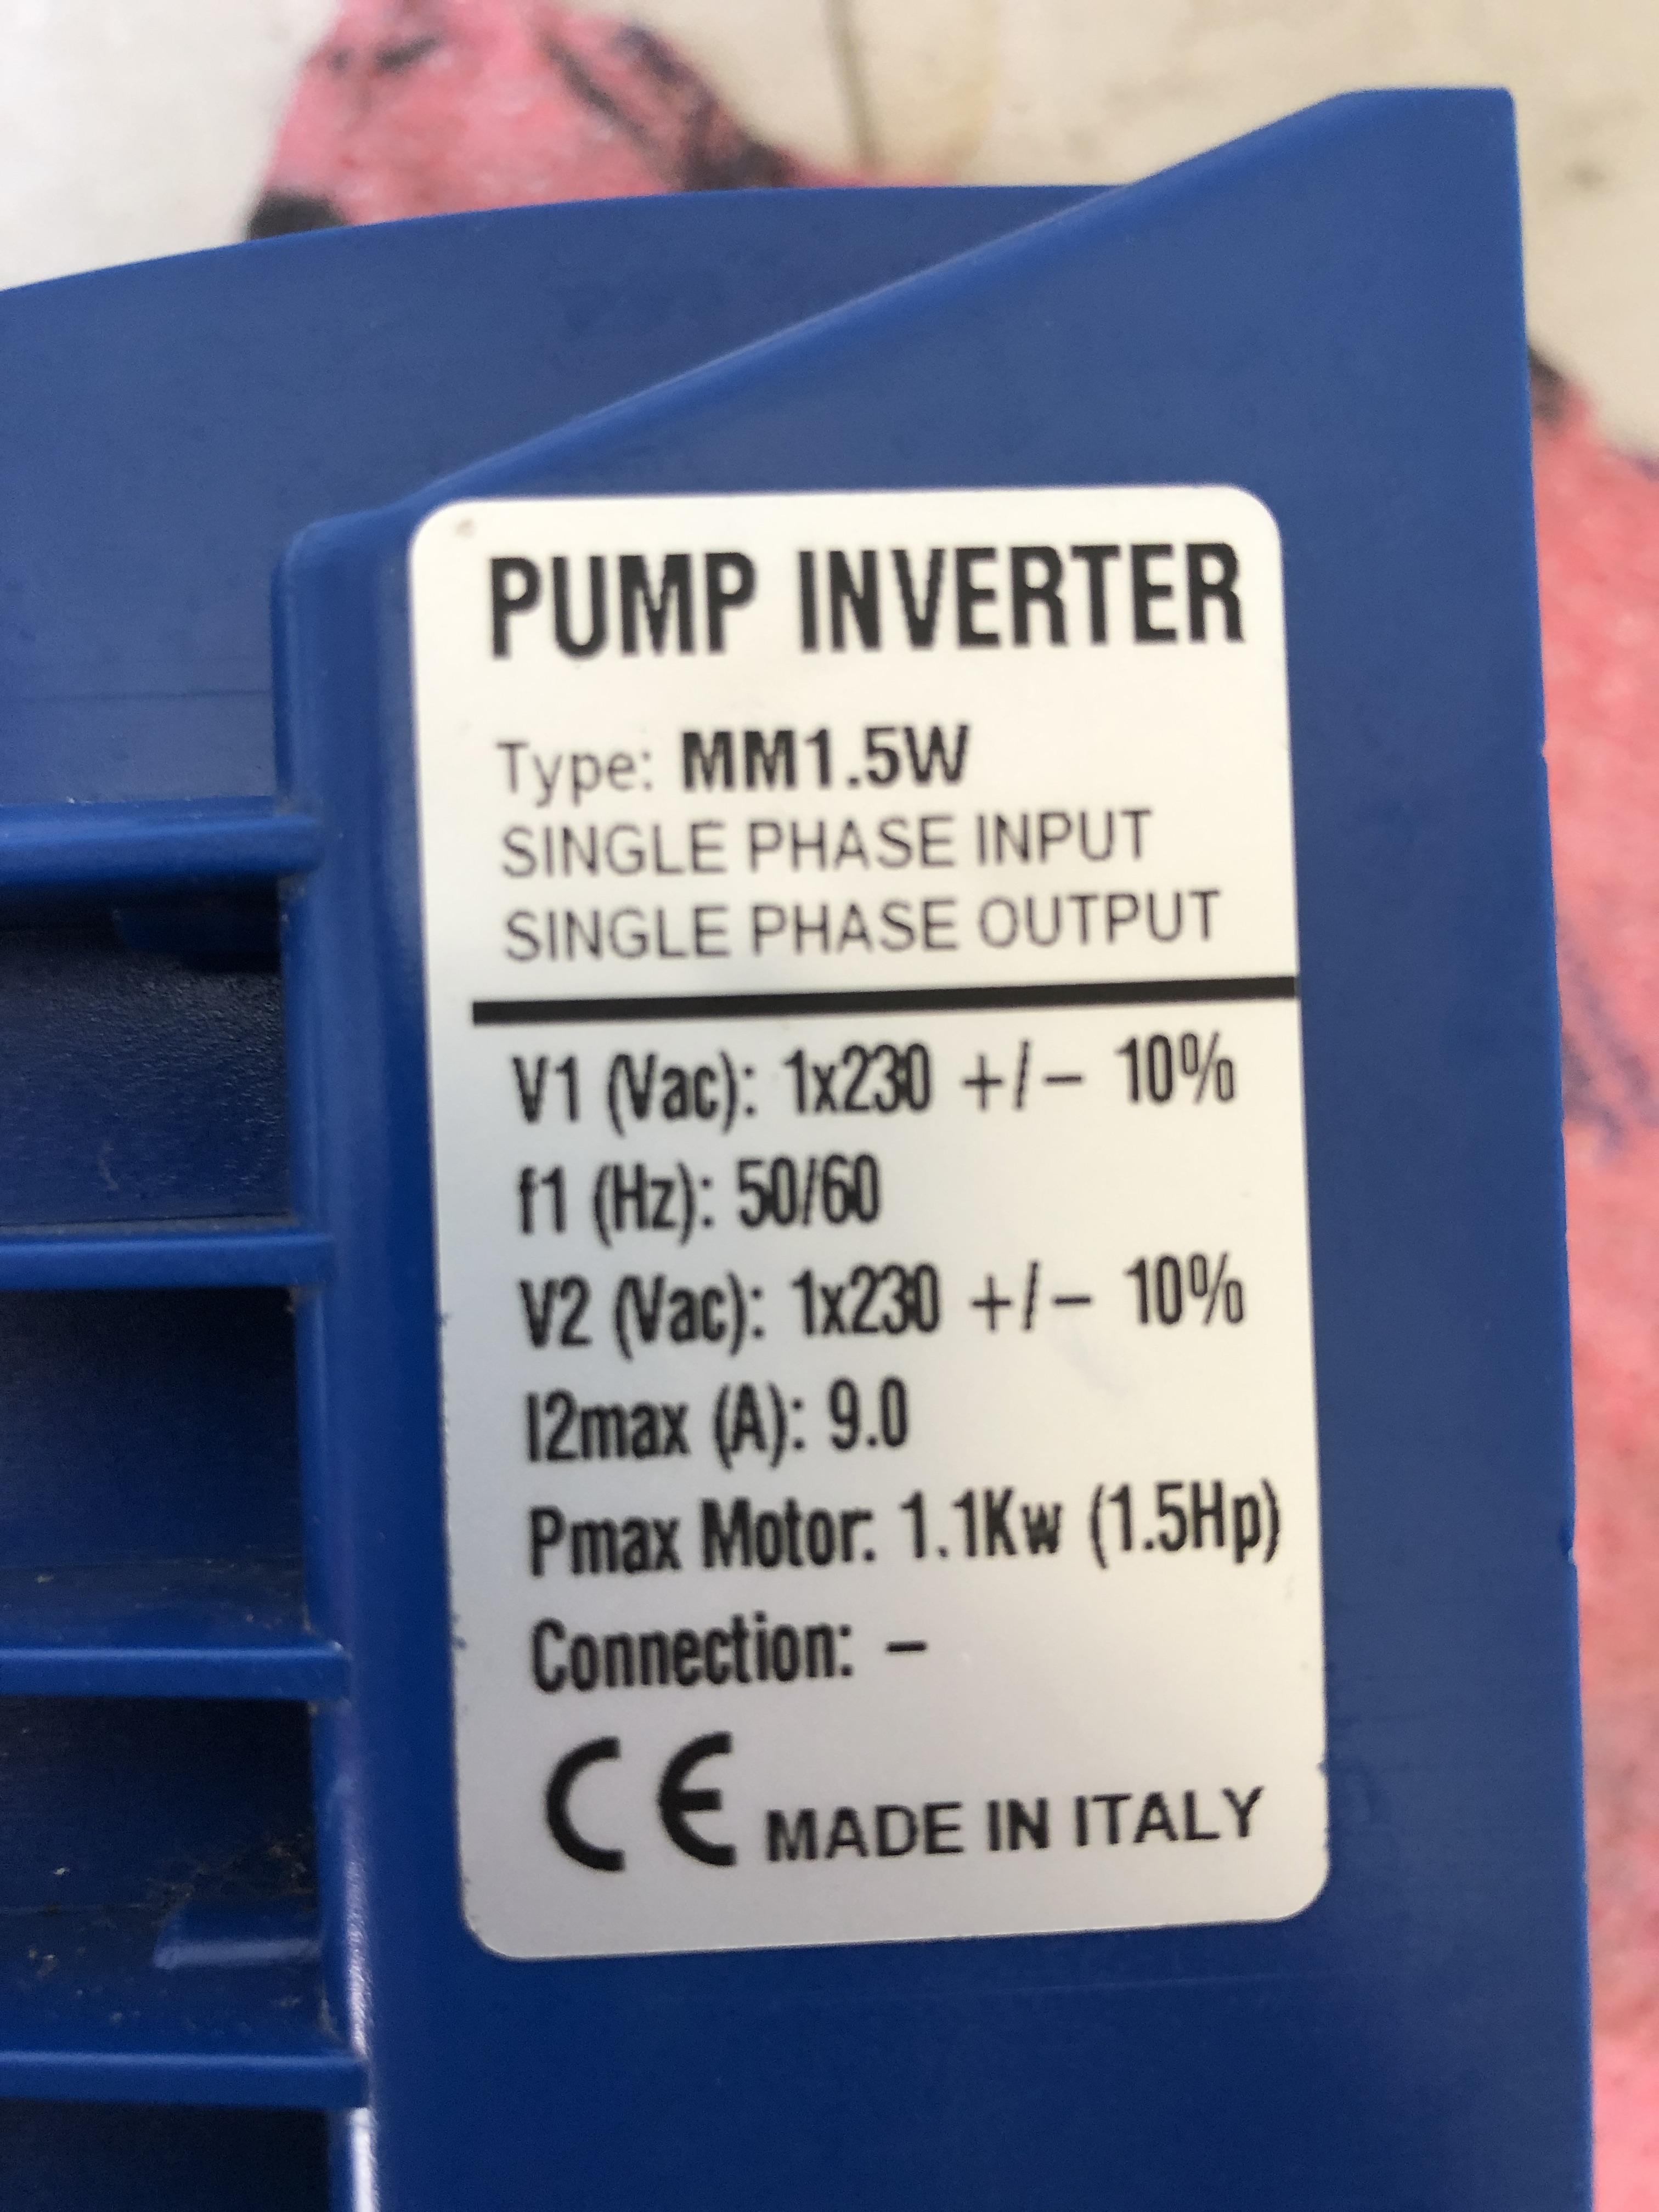 PUMP INVERTER
Type: MM1.5W
SINGLE PHASE INPUT
SINGLE PHASE OUTPUT
V1 (Vac): 1x230 +/- 10%
f1 (Hz): 50/60
V2 (Vac): 1x230 +/- 10%
I2max (A): 9.0
Pmax Motor: 1.1Kw (1.5Hp)
Connection: –
CE MADE IN ITALY